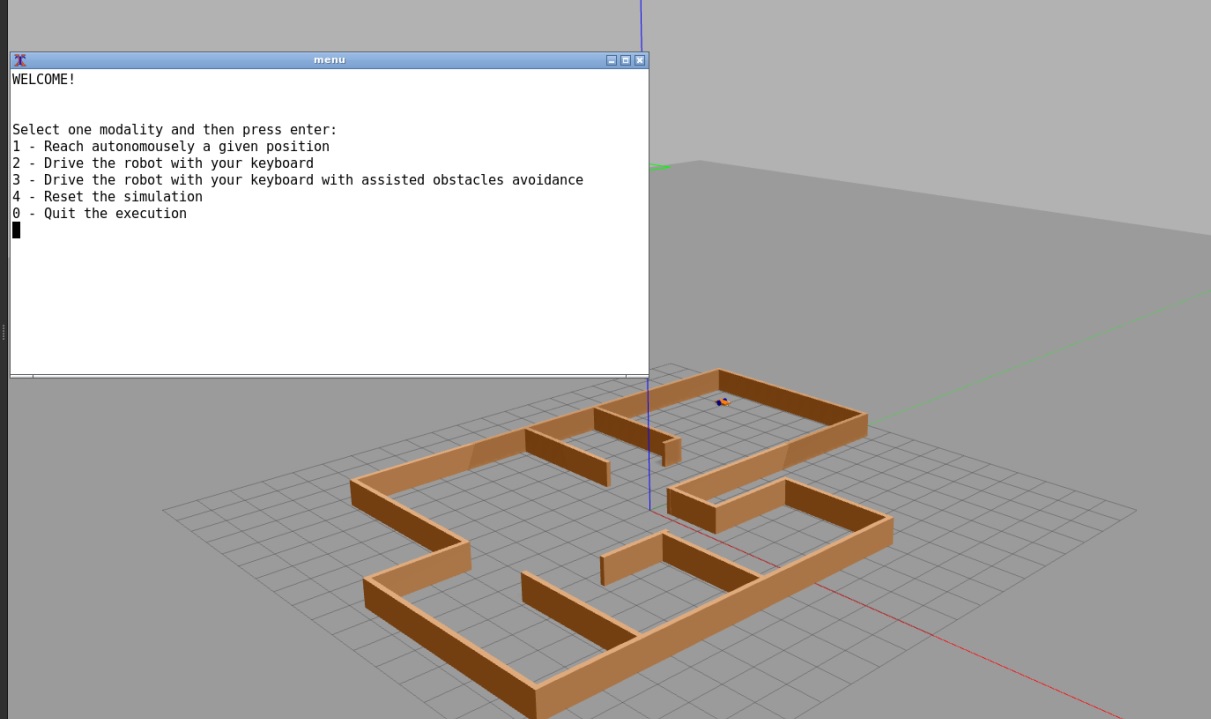 menu
WELCOME!
Select one modality and then press enter:
1 - Reach autonomousely a given position
2 - Drive the robot with your keyboard
3 - Drive the robot with your keyboard with assisted obstacles avoidance
4 - Reset the simulation
0 - Quit the execution